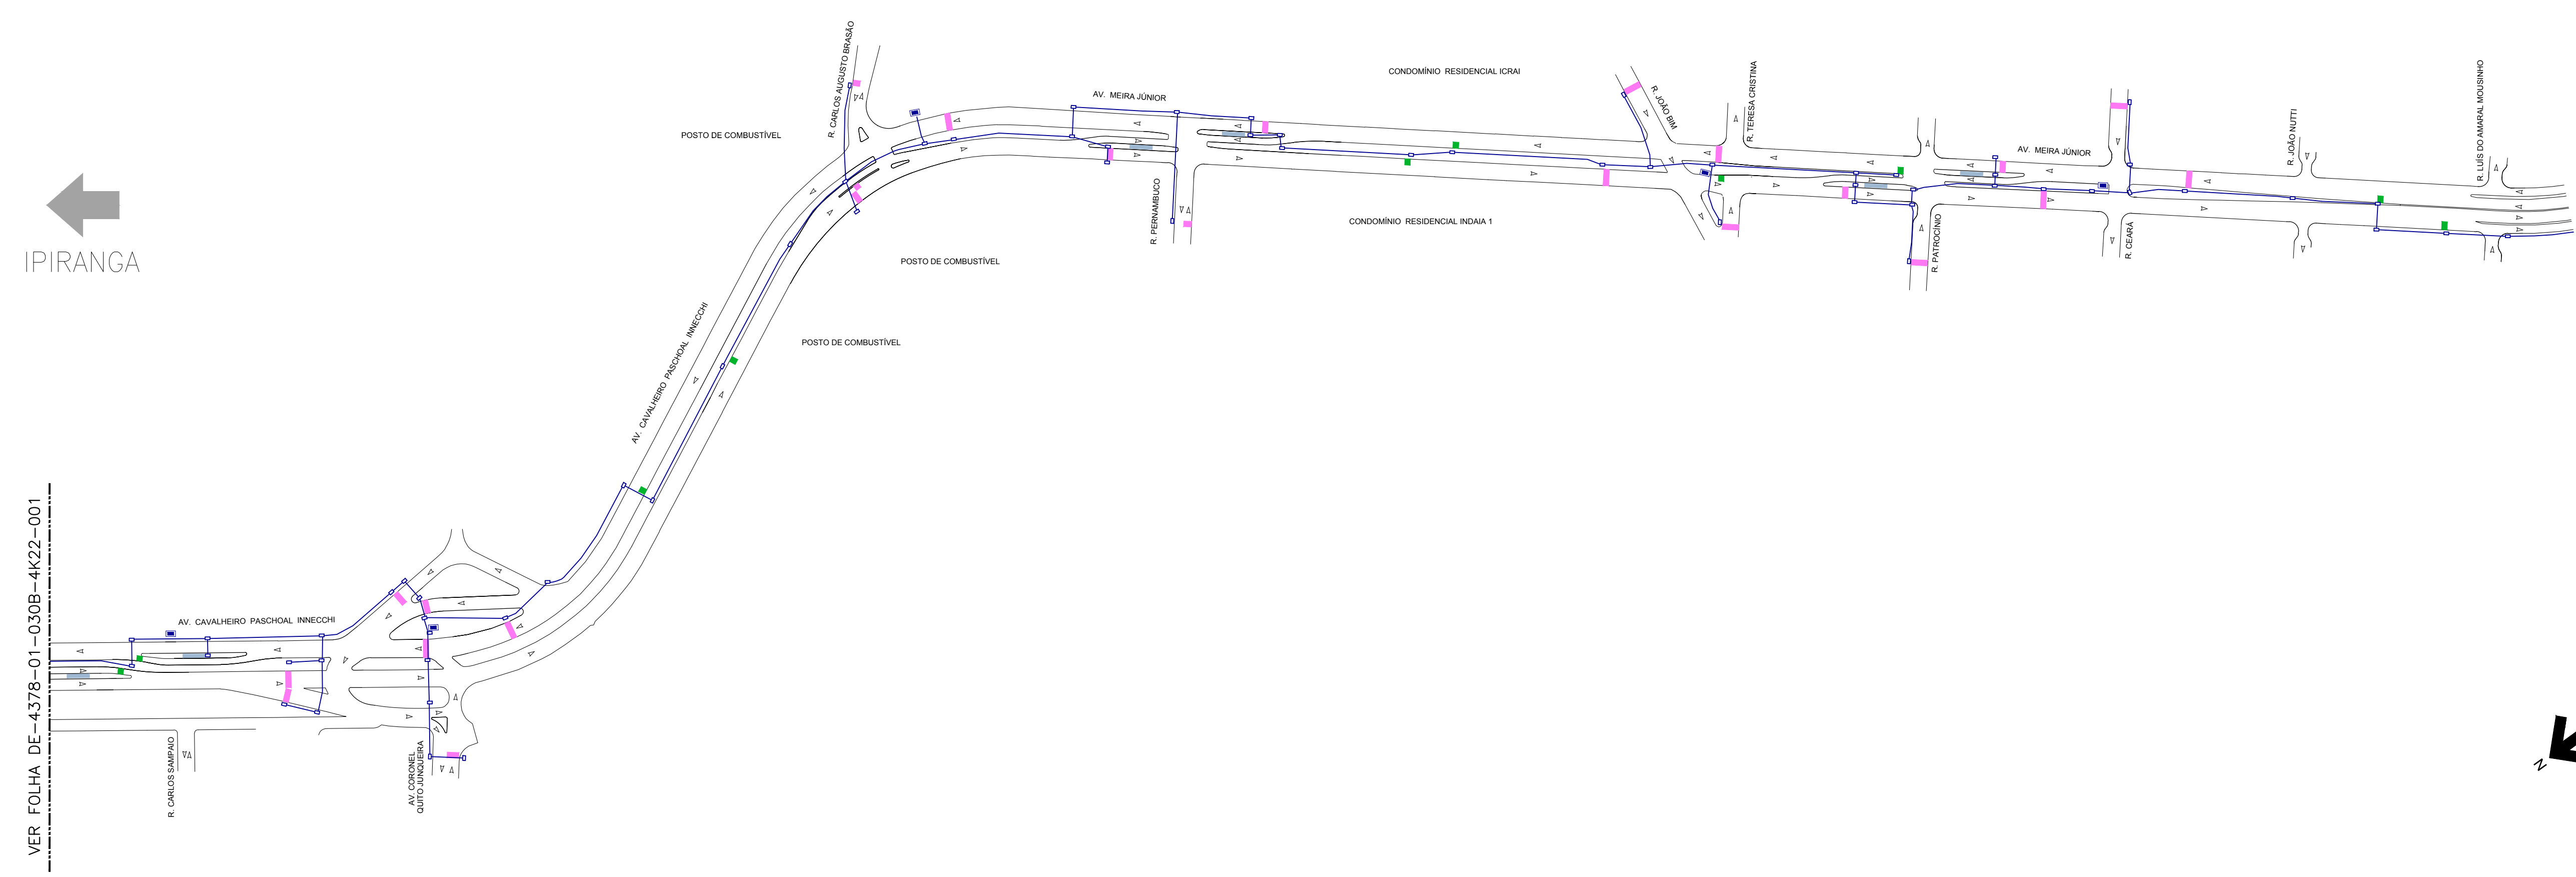 R. CARLOS AUGUSTO BRASÃO
POSTO DE COMBUSTÍVEL
AV. MEIRA JÚNIOR
CONDOMÍNIO RESIDENCIAL ICRAI
R. JOÃO BIM
R. TERESA CRISTINA
AV. MEIRA JÚNIOR
R. JOÃO NUTTI
R. LUÍS DO AMARAL MOUSINHO
IPIRANGA
R. PERNAMBUCO
CONDOMÍNIO RESIDENCIAL INDAIA 1
R. PATROCÍNIO
R. CEARÁ
POSTO DE COMBUSTÍVEL
POSTO DE COMBUSTÍVEL
AV. CAVALHEIRO PASCHOAL INNECCHI
VER FOLHA DE-4378-01-030B-4K22-001
AV. CAVALHEIRO PASCHOAL INNECCHI
R. CARLOS SAMPAIO
AV. CORONEL
QUITO JUNQUEIRA
N